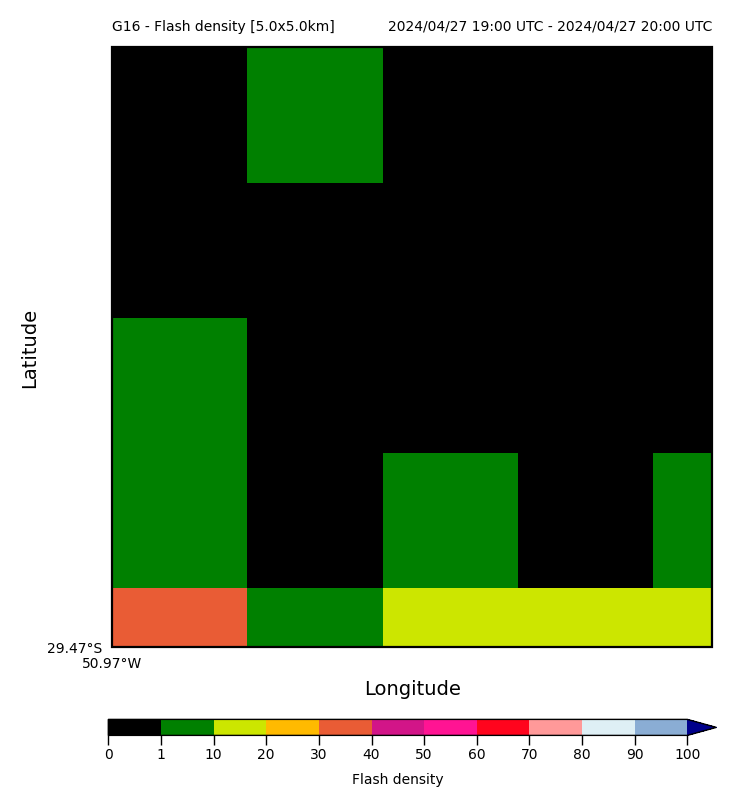 G16 - Flash density [5.0x5.0km] 2024/04/27 19:00 UTC - 2024/04/27 20:00 UTC
Latitude
29.47°S
50.97°W
Longitude
0 1 10 20 30 40 50 60 70 80 90 100
Flash density